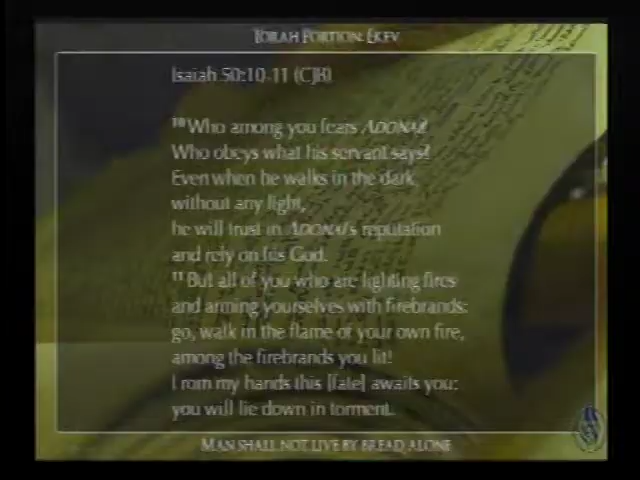 TORAH PORTION: EKEV
Isaiah 50:10-11 (CJB)
10 Who among you fears ADONAI?
Who obeys what his servant says?
Even when he walks in the dark,
without any light,
he will trust in ADONAI's reputation
and rely on his God.
11 But all of you who are lighting fires
and arming yourselves with firebrands:
go, walk in the flame of your own fire,
among the firebrands you lit!
From my hands this [fate] awaits you:
you will lie down in torment.
MAN SHALL NOT LIVE BY BREAD ALONE